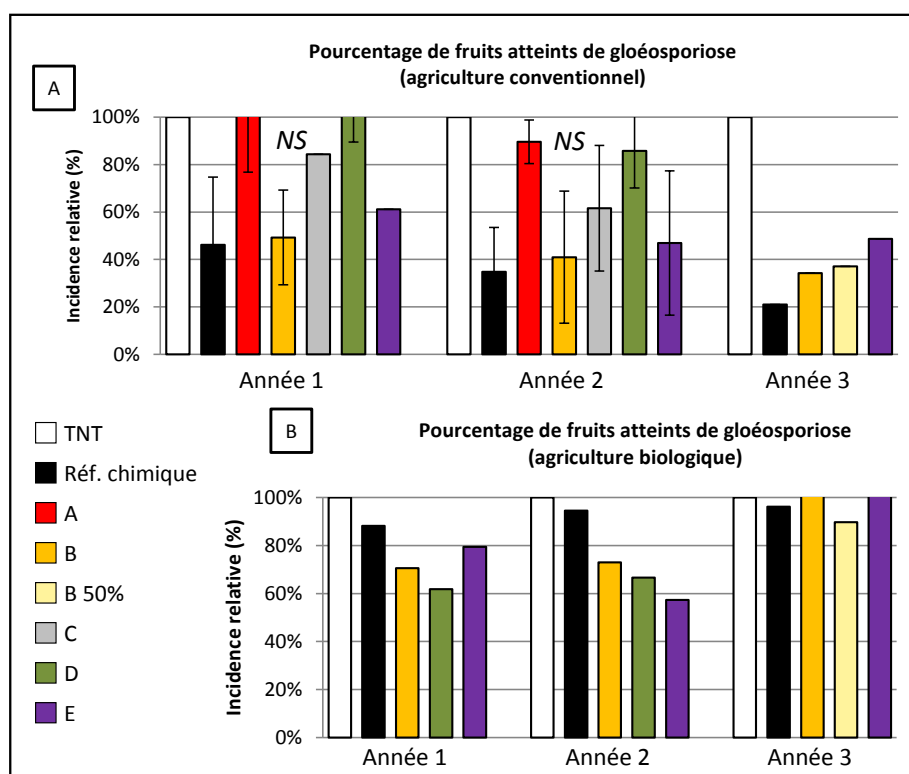 Pourcentage de fruits atteints de gloéosporiose
(agriculture conventionnel)
A
Incidence relative (%)
100%
80%
60%
40%
20%
0%
NS
NS
Année 1
Année 2
Année 3
TNT
Réf. chimique
A
B
B 50%
C
D
E
B
Pourcentage de fruits atteints de gloéosporiose
(agriculture biologique)
Incidence relative (%)
100%
80%
60%
40%
20%
0%
Année 1
Année 2
Année 3